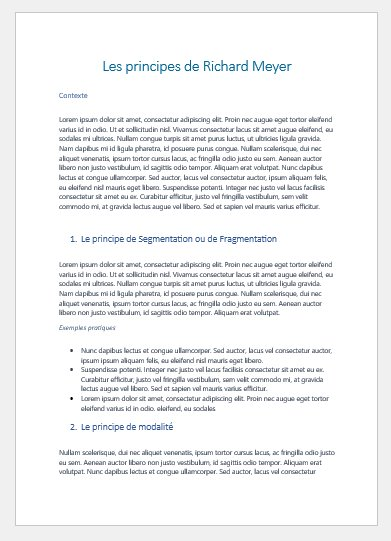 Les principes de Richard Meyer
Contexte
Lorem ipsum dolor sit amet, consectetur adipiscing elit. Proin nec augue eget tortor eleifend
varius id in odio. Ut et sollicitudin nisl. Vivamus consectetur lacus sit amet augue eleifend, eu
sodales mi ultrices. Nullam congue turpis at sit amet purus luctus, ut ultricies ligula gravida.
Nam dapibus mi id ligula pharetra, id posuere purus congue. Nullam scelerisque, dui nec
aliquet venenatis, ipsum tortor cursus lacus, ac fringilla odio justo eu sem. Aenean auctor
libero non justo vestibulum, id sagittis odio tempor. Aliquam erat volutpat. Nunc dapibus
lectus et congue ullamcorper. Sed auctor, lacus vel consectetur auctor, ipsum aliquam felis,
eu eleifend nisl mauris eget libero. Suspendisse potenti. Integer nec justo vel lacus facilisis
consectetur sit amet eu ex. Curabitur efficitur, justo vel fringilla vestibulum, sem velit
commodo mi, at gravida lectus augue vel libero. Sed et sapien vel mauris varius efficitur.
1. Le principe de Segmentation ou de Fragmentation
Lorem ipsum dolor sit amet, consectetur adipiscing elit. Proin nec augue eget tortor eleifend
varius id in odio. Ut et sollicitudin nisl. Vivamus consectetur lacus sit amet augue eleifend, eu
sodales mi ultrices. Nullam congue turpis at sit amet purus luctus, ut ultricies ligula gravida.
Nam dapibus mi id ligula pharetra, id posuere purus congue. Nullam scelerisque, dui nec
aliquet venenatis, ipsum tortor cursus lacus, ac fringilla odio justo eu sem. Aenean auctor
libero non justo vestibulum, id sagittis odio tempor. Aliquam erat volutpat.
Exemples pratiques
• Nunc dapibus lectus et congue ullamcorper. Sed auctor, lacus vel consectetur auctor,
ipsum ipsum aliquam felis, eu eleifend nisl mauris eget libero.
• Suspendisse potenti. Integer nec justo vel lacus facilisis consectetur sit amet eu ex.
Curabitur efficitur, justo vel fringilla vestibulum, sem velit commodo mi, at gravida
lectus augue vel libero. Sed et sapien vel mauris varius efficitur.
• Lorem ipsum dolor sit amet, consectetur adipiscing elit. Proin nec augue eget tortor
eleifend varius id in odio. eleifend, eu sodales
2. Le principe de modalité
Nullam scelerisque, dui nec aliquet venenatis, ipsum tortor cursus lacus, ac fringilla odio justo
eu sem. Aenean auctor libero non justo vestibulum, id sagittis odio tempor. Aliquam erat
volutpat. Nunc dapibus lectus et congue ullamcorper. Sed auctor, lacus vel consectetur